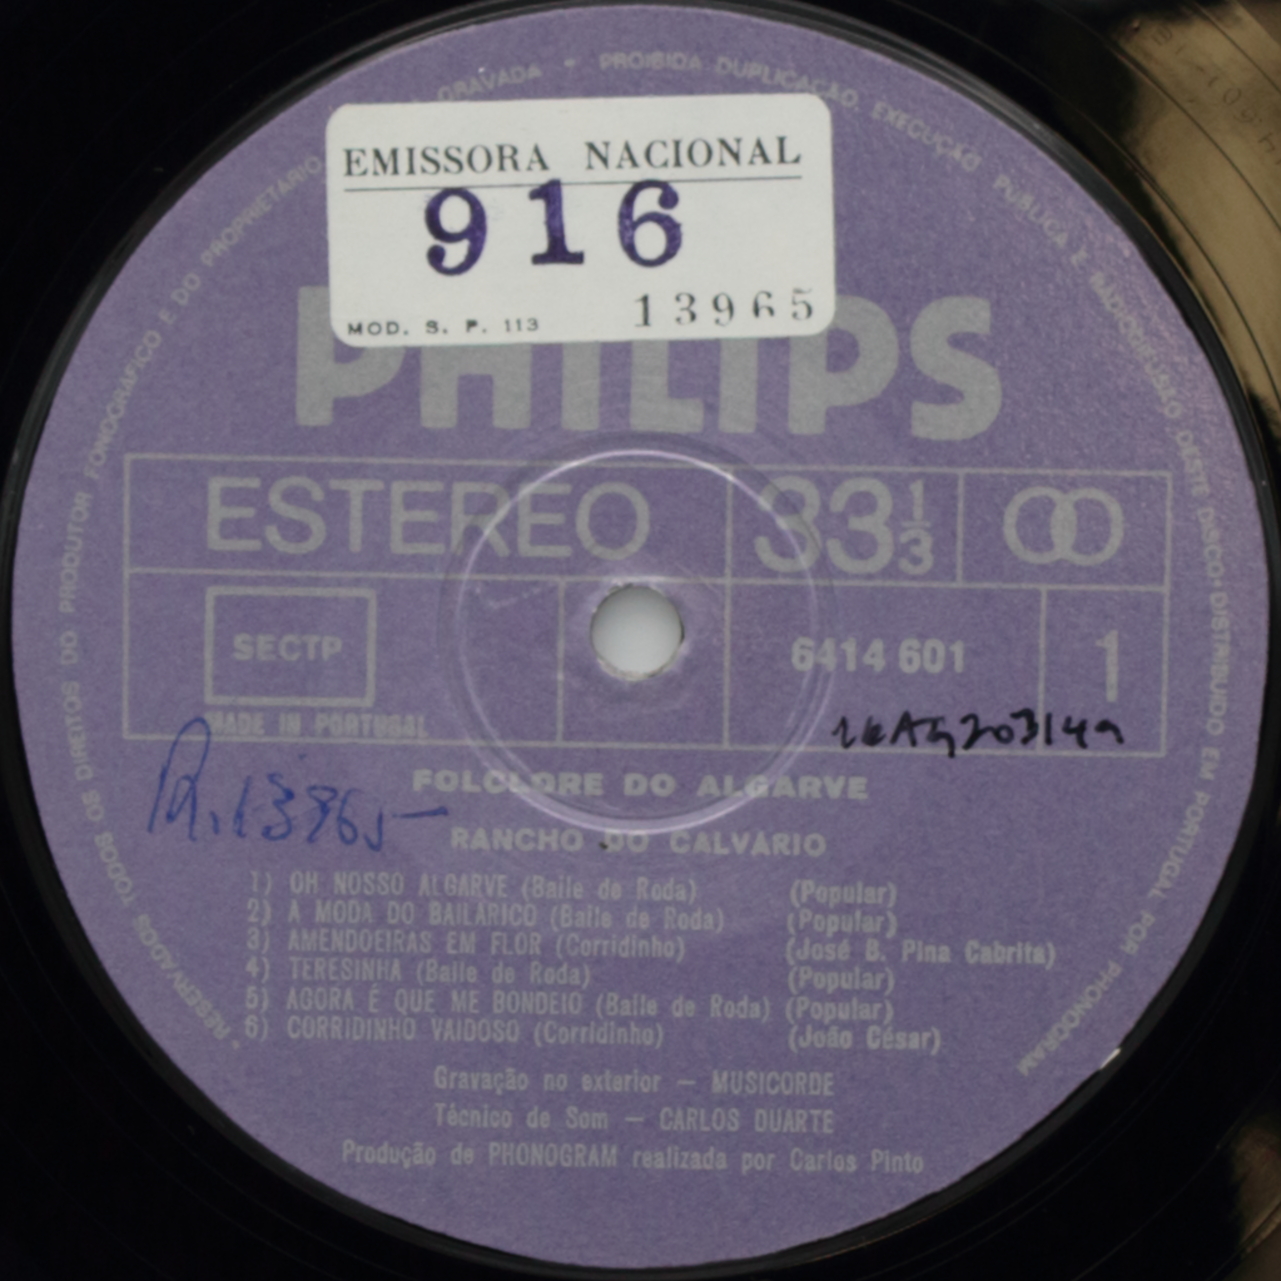 EMISSORA NACIONAL
916
MOD. S. P. 113 13965
PHILIPS
ESTEREO 33 1/3
SECTP 6414 601 1
MADE IN PORTUGAL
R. 13965
FOLCLORE DO ALGARVE
RANCHO DO CALVÁRIO
1) OH NOSSO ALGARVE (Baile de Roda) (Popular)
2) A MODA DO BAILARICO (Baile de Roda) (Popular)
3) AMENDOEIRAS EM FLOR (Corridinho) (José B. Pina Cabrita)
4) TERESINHA (Baile de Roda) (Popular)
5) AGORA É QUE ME BONDEIO (Baile de Roda) (Popular)
6) CORRIDINHO VAIDOSO (Corridinho) (João César)
Gravação no exterior — MUSICORDE
Técnico de Som — CARLOS DUARTE
Produção de PHONOGRAM realizada por Carlos Pinto
• RESERVADOS TODOS OS DIREITOS DO PRODUTOR FONOGRÁFICO E DO PROPRIETÁRIO GRAVADA • PROIBIDA DUPLICAÇÃO, EXECUÇÃO PÚBLICA E RADIODIFUSÃO DESTE DISCO • DISTRIBUIDO EM PORTUGAL POR PHONOGRAM